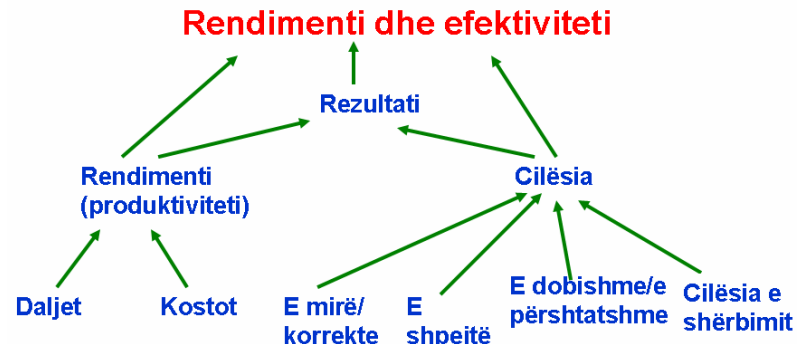 Rendimenti dhe efektiviteti
Rezultati
Rendimenti
(produktiviteti)
Cilësia
Daljet
Kostot
E mirë/
korrekte
E
shpejtë
E dobishme/e
përshtatshme
Cilësia e
shërbimit